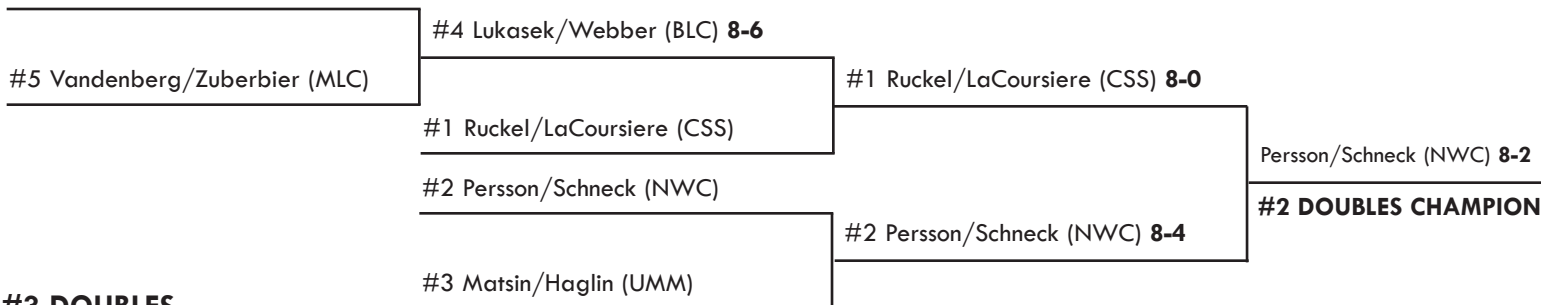 #4 Lukasek/Webber (BLC) 8-6
#5 Vandenberg/Zuberbier (MLC)
#1 Ruckel/LaCoursiere (CSS) 8-0
#1 Ruckel/LaCoursiere (CSS)
Persson/Schneck (NWC) 8-2
#2 Persson/Schneck (NWC)
#2 DOUBLES CHAMPION
#2 Persson/Schneck (NWC) 8-4
#3 Matsin/Haglin (UMM)